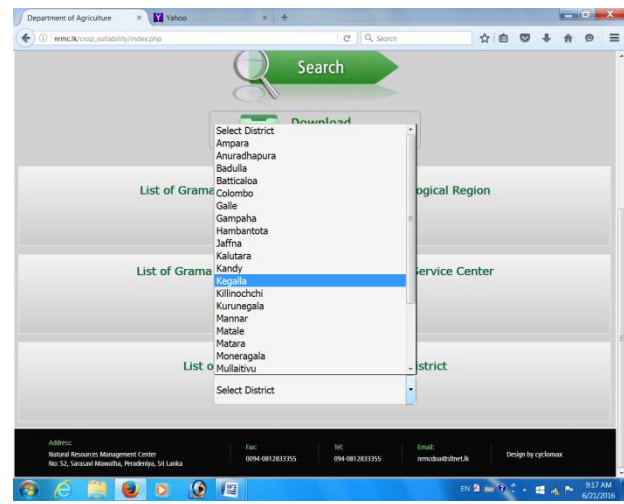 Department of Agriculture
Yahoo
nrmc.lk/crop_suitability/index.php
Search
Search
Download
Select District
Ampara
Anuradhapura
Badulla
Batticaloa
Colombo
Galle
Gampaha
Hambantota
Jaffna
Kalutara
Kandy
Kegalla
Killinochchi
Kurunegala
Mannar
Matale
Matara
Moneragala
Mullaitivu
List of Grama
ogical Region
List of Grama
Service Center
List o
istrict
Select District
Address:
Natural Resources Management Center
No: 52, Sarasavi Mawatha, Peradeniya, Sri Lanka
Fax:
0094-0812833355
Tel:
094-0812833355
Email:
nrmcdoa@sltnet.lk
Design by cyclomax
EN
9:17 AM
6/21/2016